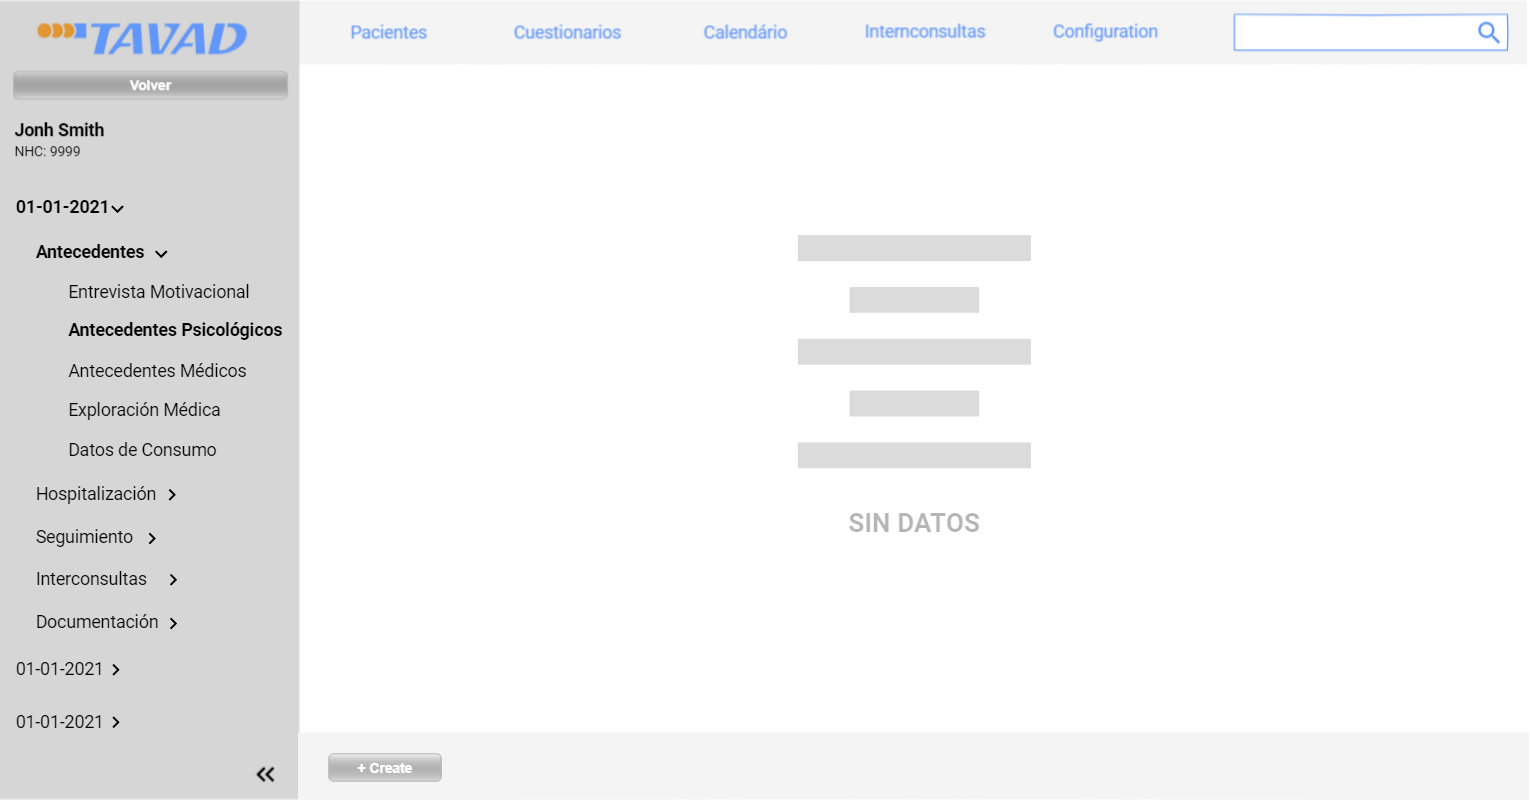 TAVAD
Pacientes
Cuestionarios
Calendário
Internconsultas
Configuration
Volver
Jonh Smith
NHC: 9999
01-01-2021
Antecedentes
Entrevista Motivacional
Antecedentes Psicológicos
Antecedentes Médicos
Exploración Médica
Datos de Consumo
Hospitalización
Seguimiento
Interconsultas
Documentación
01-01-2021
01-01-2021
SIN DATOS
+ Create